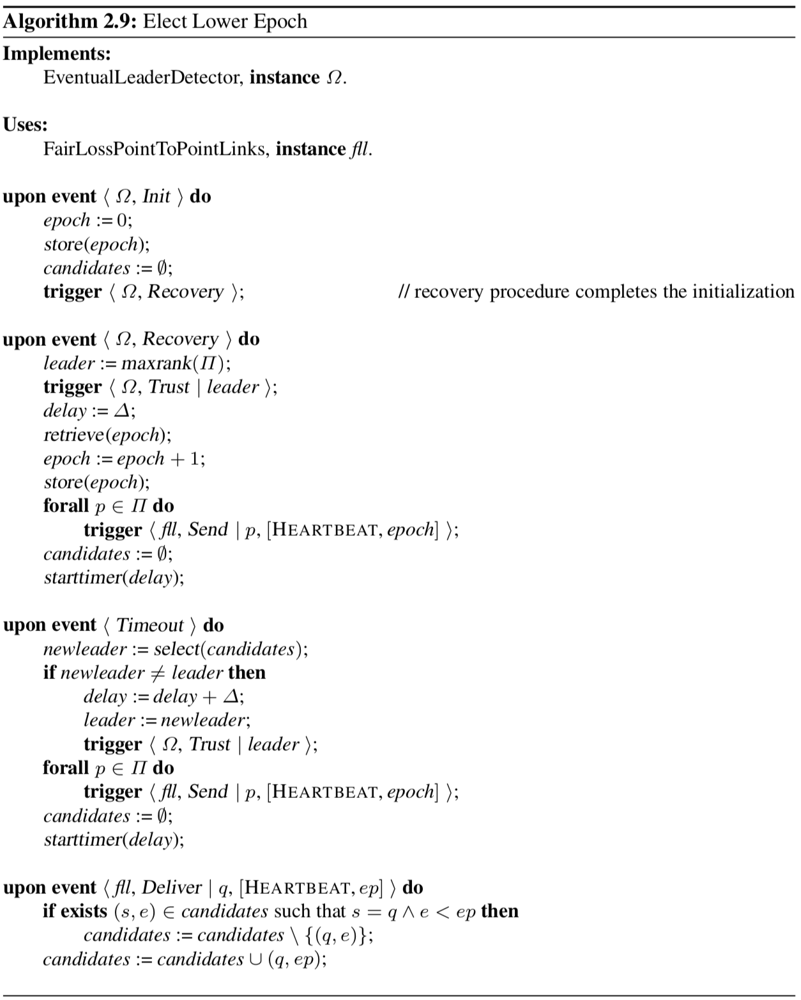 Algorithm 2.9: Elect Lower Epoch
Implements:
EventualLeaderDetector, instance Ω.
Uses:
FairLossPointToPointLinks, instance fll.
upon event ⟨ Ω, Init ⟩ do
epoch := 0;
store(epoch);
candidates := ∅;
trigger ⟨ Ω, Recovery ⟩; // recovery procedure completes the initialization
upon event ⟨ Ω, Recovery ⟩ do
leader := maxrank(Π);
trigger ⟨ Ω, Trust | leader ⟩;
delay := Δ;
retrieve(epoch);
epoch := epoch + 1;
store(epoch);
forall p ∈ Π do
trigger ⟨ fll, Send | p, [HEARTBEAT, epoch] ⟩;
candidates := ∅;
starttimer(delay);
upon event ⟨ Timeout ⟩ do
newleader := select(candidates);
if newleader ≠ leader then
delay := delay + Δ;
leader := newleader;
trigger ⟨ Ω, Trust | leader ⟩;
forall p ∈ Π do
trigger ⟨ fll, Send | p, [HEARTBEAT, epoch] ⟩;
candidates := ∅;
starttimer(delay);
upon event ⟨ fll, Deliver | q, [HEARTBEAT, ep] ⟩ do
if exists (s, e) ∈ candidates such that s = q ∧ e < ep then
candidates := candidates \ {(q, e)};
candidates := candidates ∪ (q, ep);